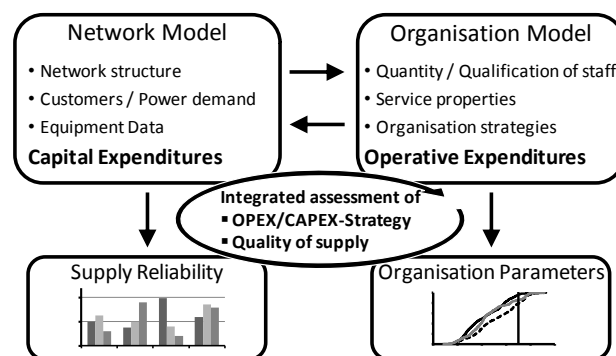 Network Model
• Network structure
• Customers / Power demand
• Equipment Data
Capital Expenditures
Organisation Model
• Quantity / Qualification of staff
• Service properties
• Organisation strategies
Operative Expenditures
Integrated assessment of
▪ OPEX/CAPEX-Strategy
▪ Quality of supply
Supply Reliability
Organisation Parameters